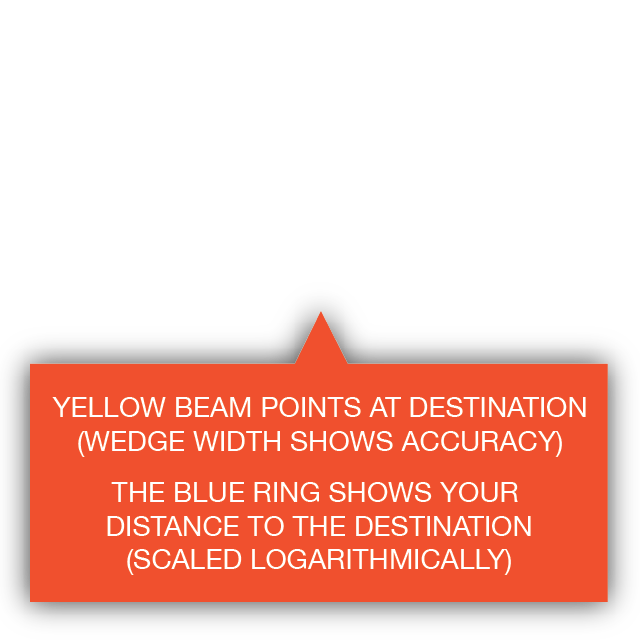 YELLOW BEAM POINTS AT DESTINATION
(WEDGE WIDTH SHOWS ACCURACY)
THE BLUE RING SHOWS YOUR
DISTANCE TO THE DESTINATION
(SCALED LOGARITHMICALLY)